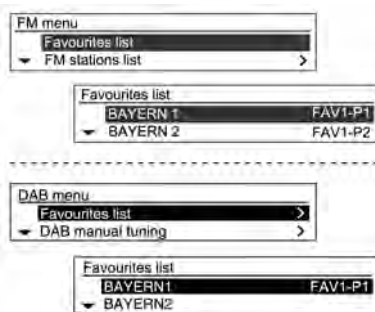 FM menu
Favourites list
FM stations list >
Favourites list
BAYERN 1 FAV1-P1
BAYERN 2 FAV1-P2
DAB menu
Favourites list >
DAB manual tuning >
Favourites list
BAYERN1 FAV1-P1
BAYERN2